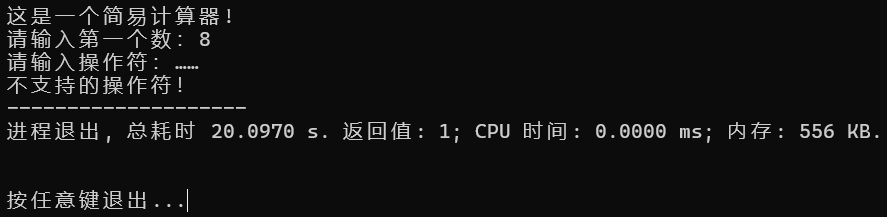 这是一个简易计算器!
请输入第一个数: 8
请输入操作符: ……
不支持的操作符!
--------------------
进程退出, 总耗时 20.0970 s. 返回值: 1; CPU 时间: 0.0000 ms; 内存: 556 KB.
按任意键退出...